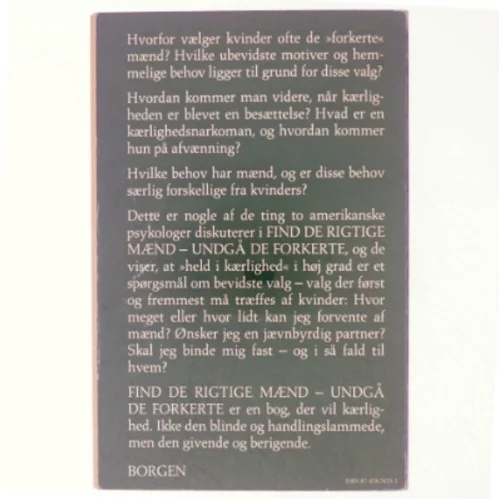 Hvorfor vælger kvinder ofte de »forkerte«
mænd? Hvilke ubevidste motiver og hem-
melige behov ligger til grund for disse valg?
Hvordan kommer man videre, når kærlig-
heden er blevet en besættelse? Hvad er en
kærlighedsnarkoman, og hvordan kommer
hun på afvænning?
Hvilke behov har mænd, og er disse behov
særlig forskellige fra kvinders?
Dette er nogle af de ting to amerikanske
psykologer diskuterer i FIND DE RIGTIGE
MÆND – UNDGÅ DE FORKERTE, og de
viser, at »held i kærlighed« i høj grad er et
spørgsmål om bevidste valg – valg der først
og fremmest må træffes af kvinder: Hvor
meget eller hvor lidt kan jeg forvente af
mænd? Ønsker jeg en jævnbyrdig partner?
Skal jeg binde mig fast – og i så fald til
hvem?
FIND DE RIGTIGE MÆND – UNDGÅ
DE FORKERTE er en bog, der vil kærlig-
hed. Ikke den blinde og handlingslammede,
men den givende og berigende.
BORGEN